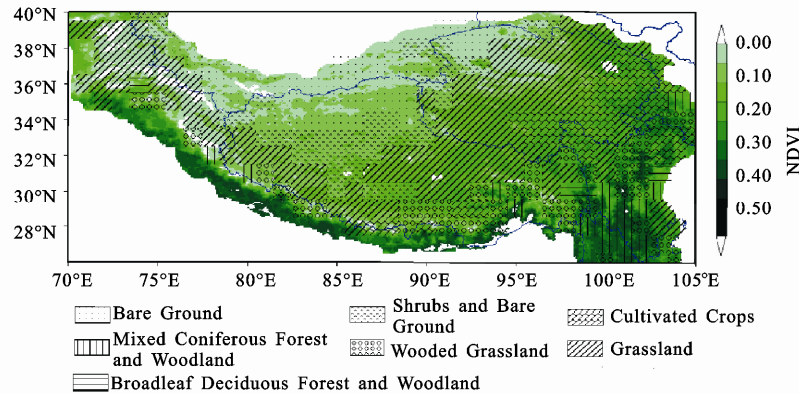 40°N
38°N
36°N
34°N
32°N
30°N
28°N
70°E 75°E 80°E 85°E 90°E 95°E 100°E 105°E
0.00
0.10
0.20
0.30
0.40
0.50
NDVI
Bare Ground
Shrubs and Bare
Ground
Cultivated Crops
Mixed Coniferous Forest
and Woodland
Wooded Grassland
Grassland
Broadleaf Deciduous Forest and Woodland